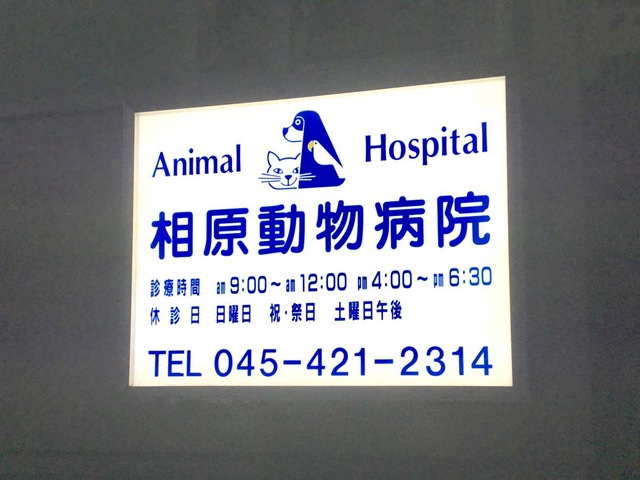 Animal Hospital
相原動物病院
診療時間 am 9:00～am 12:00 pm 4:00～pm 6:30
休診日 日曜日 祝・祭日 土曜日午後
TEL 045-421-2314